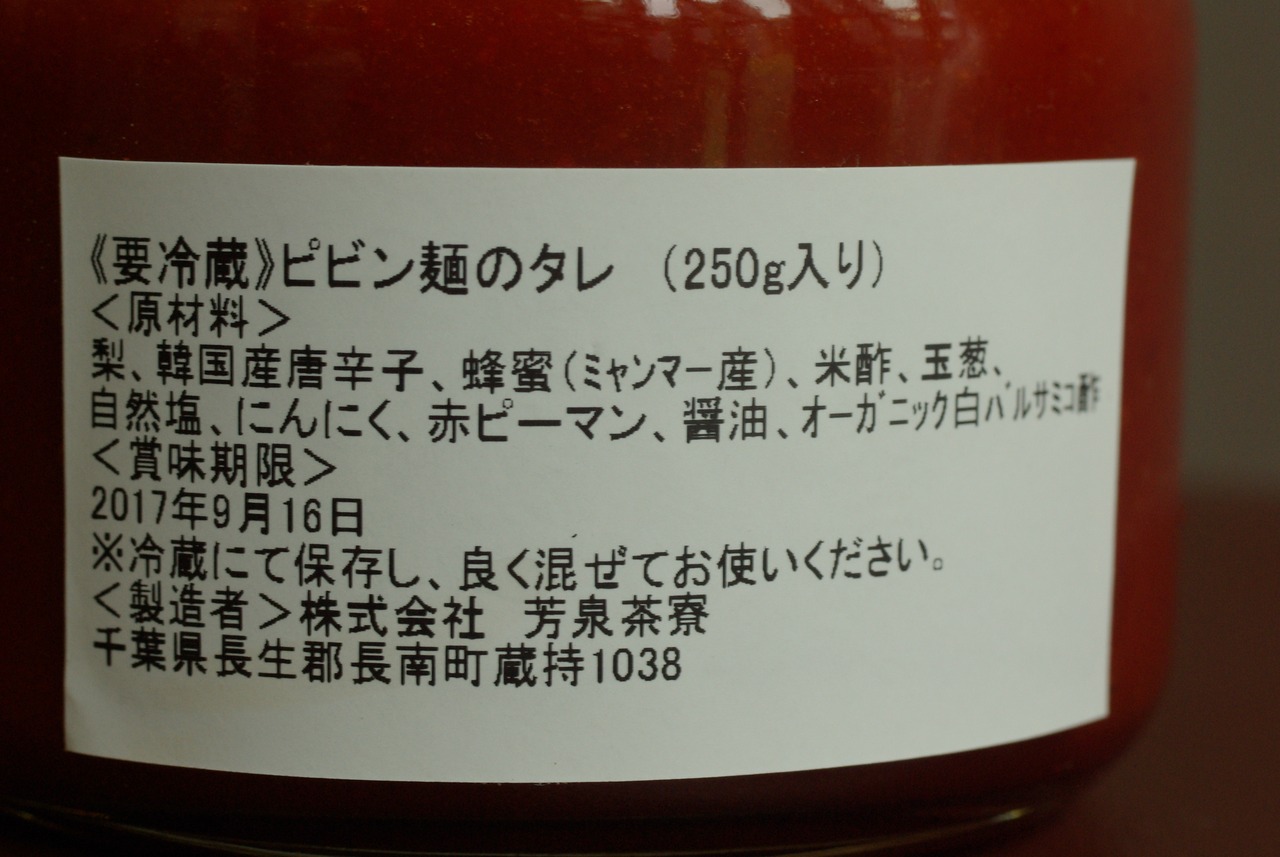 《要冷蔵》ピビン麺のタレ （250g入り）
＜原材料＞
梨、韓国産唐辛子、蜂蜜（ミャンマー産）、米酢、玉葱、
自然塩、にんにく、赤ピーマン、醤油、オーガニック白バルサミコ酢
＜賞味期限＞
2017年9月16日
※冷蔵にて保存し、良く混ぜてお使いください。
＜製造者＞株式会社 芳泉茶寮
千葉県長生郡長南町蔵持1038